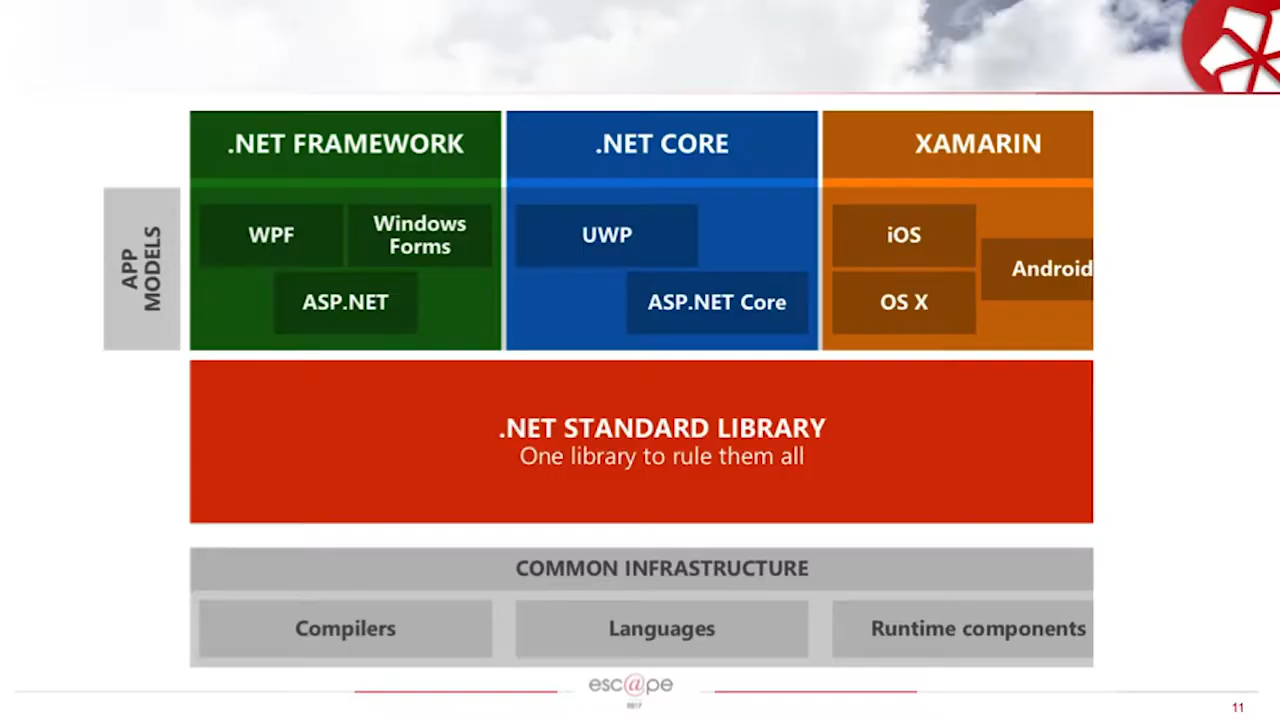 .NET FRAMEWORK
.NET CORE
XAMARIN
APP
MODELS
WPF
Windows
Forms
ASP.NET
UWP
ASP.NET Core
iOS
Android
OS X
.NET STANDARD LIBRARY
One library to rule them all
COMMON INFRASTRUCTURE
Compilers
Languages
Runtime components
esc@pe
2017
11